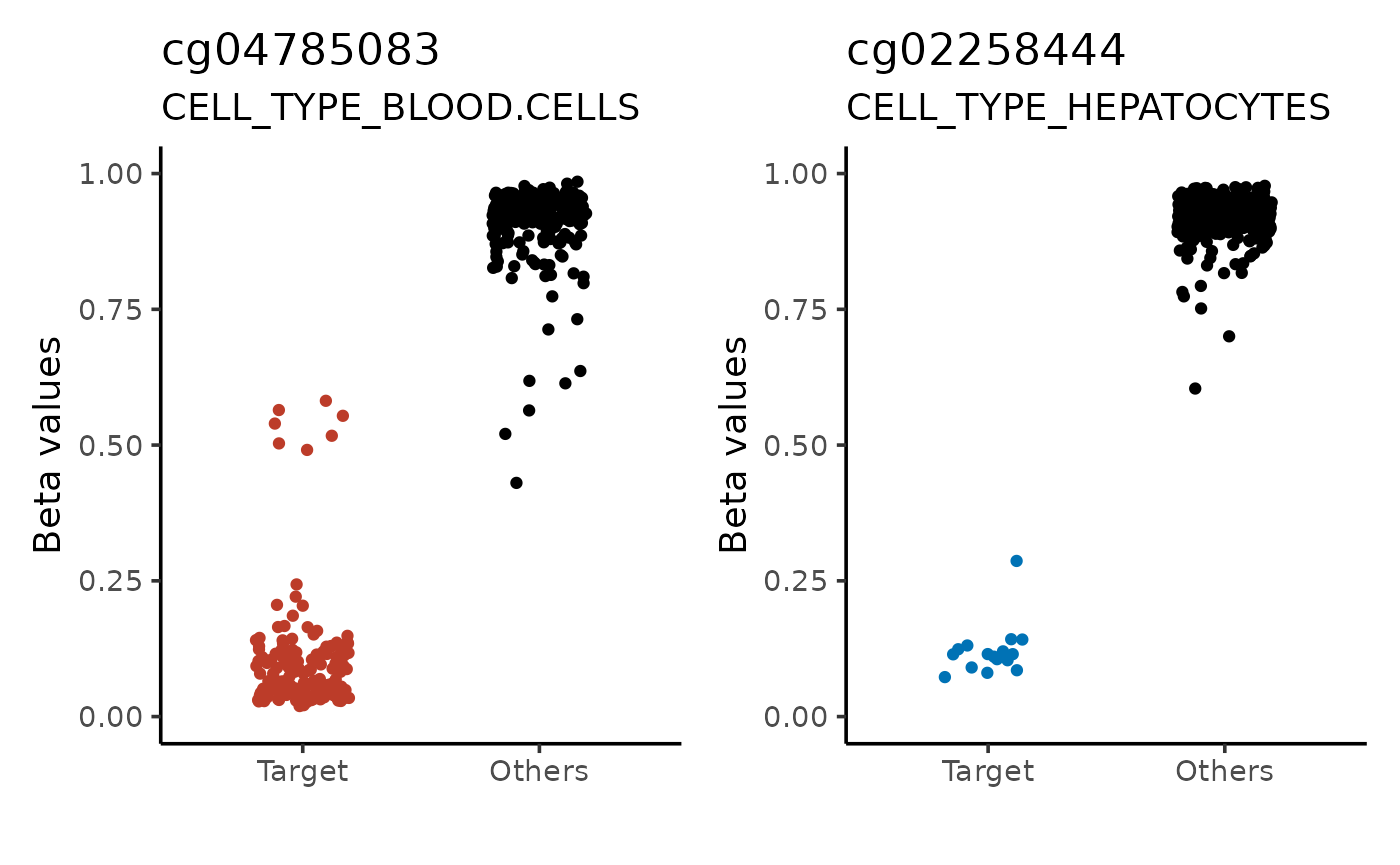 cg04785083
CELL_TYPE_BLOOD.CELLS
Beta values
1.00
0.75
0.50
0.25
0.00
Target Others
cg02258444
CELL_TYPE_HEPATOCYTES
Beta values
1.00
0.75
0.50
0.25
0.00
Target Others